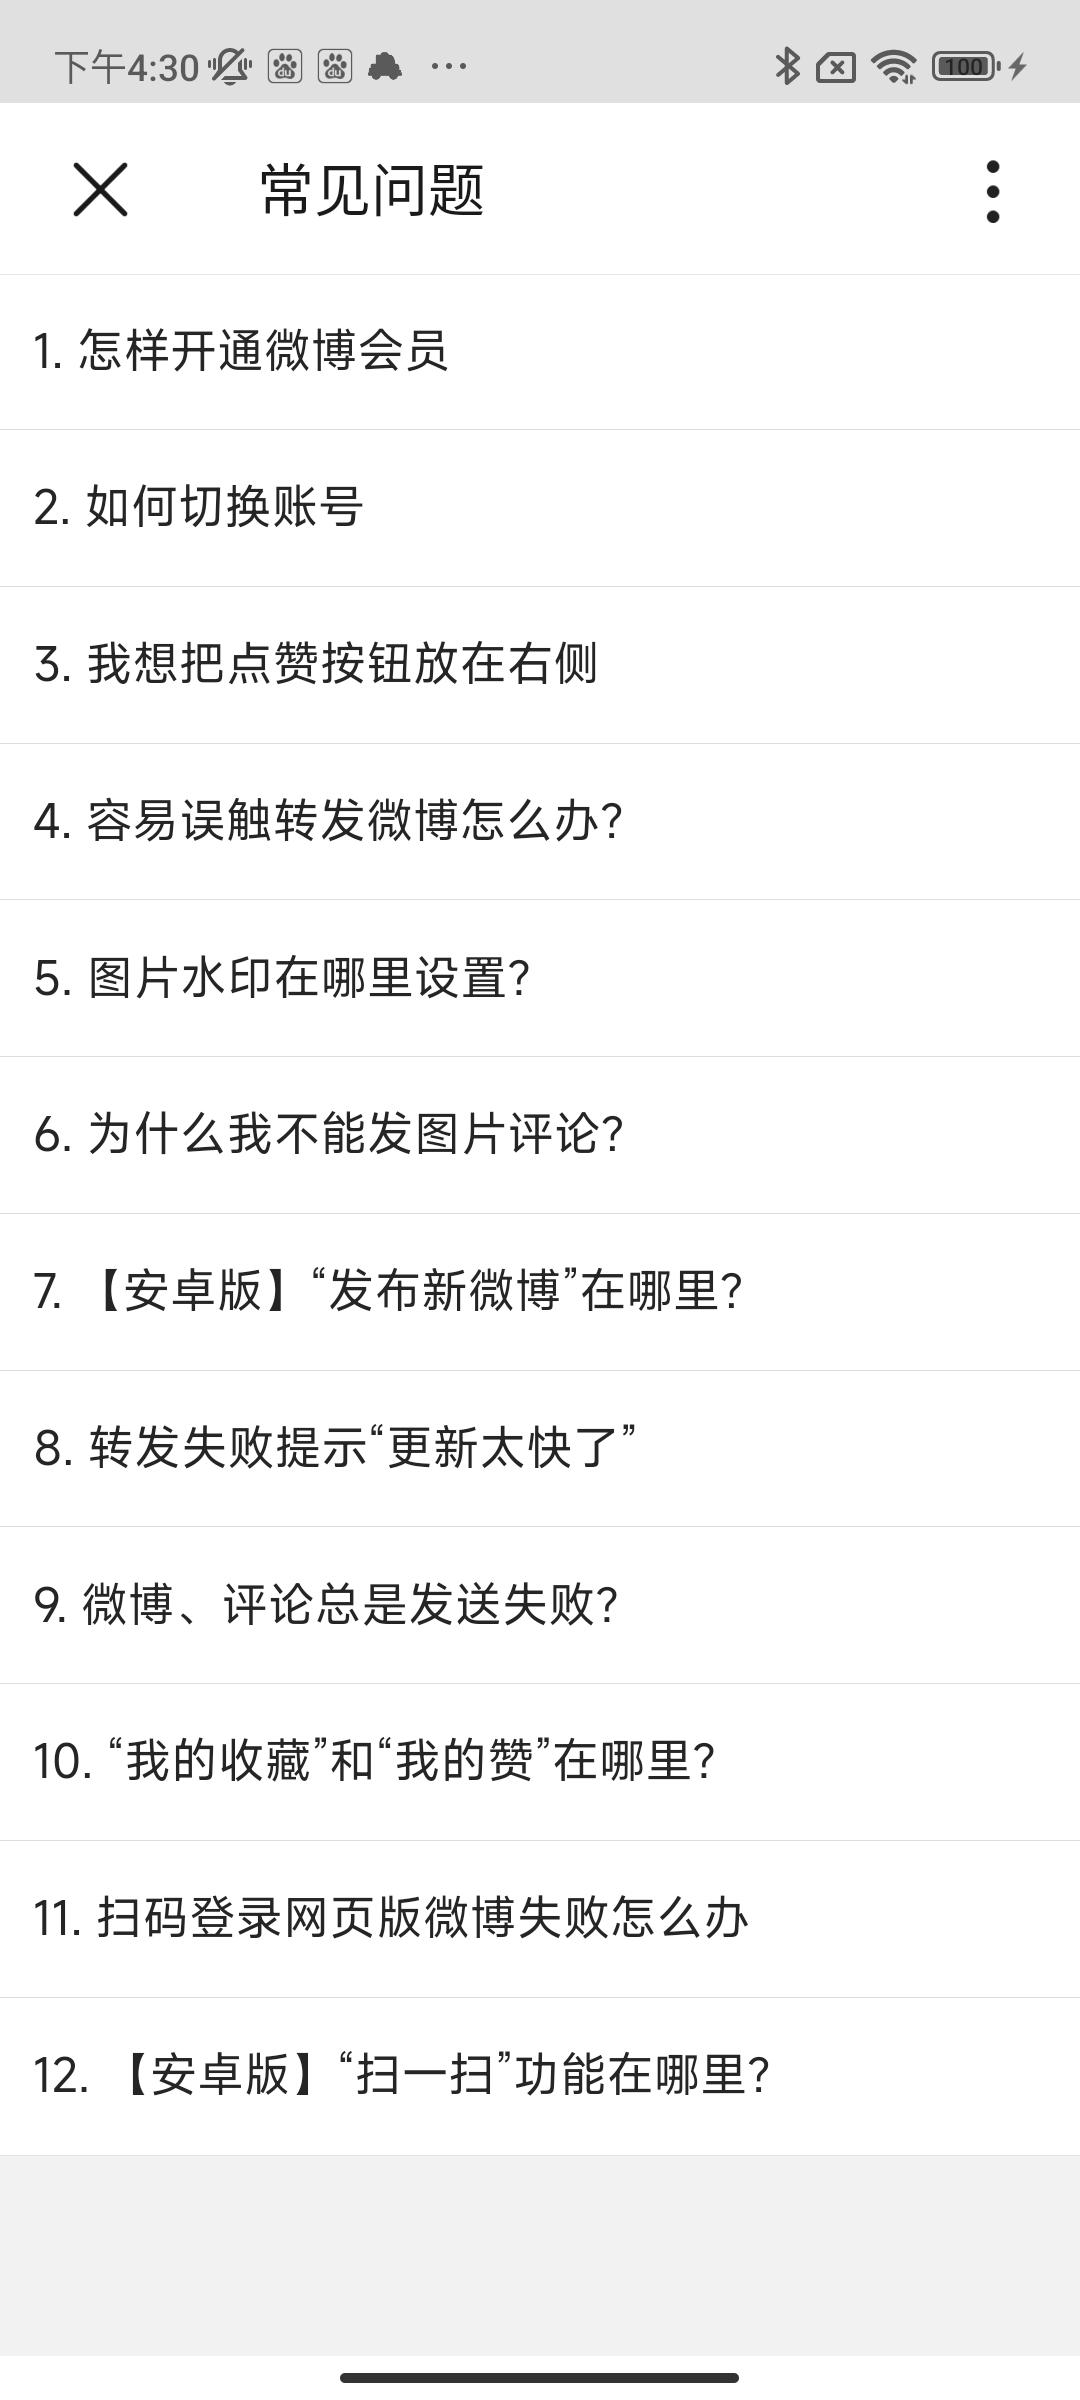 下午4:30
du
du
100
常见问题
1. 怎样开通微博会员
2. 如何切换账号
3. 我想把点赞按钮放在右侧
4. 容易误触转发微博怎么办?
5. 图片水印在哪里设置?
6. 为什么我不能发图片评论?
7. 【安卓版】“发布新微博”在哪里?
8. 转发失败提示“更新太快了”
9. 微博、评论总是发送失败?
10. “我的收藏”和“我的赞”在哪里?
11. 扫码登录网页版微博失败怎么办
12. 【安卓版】“扫一扫”功能在哪里?